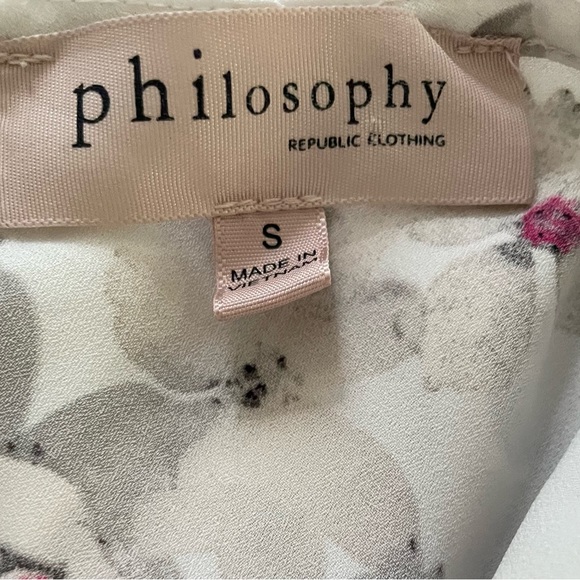 philosophy
REPUBLIC CLOTHING
S
MADE IN
VIETNAM